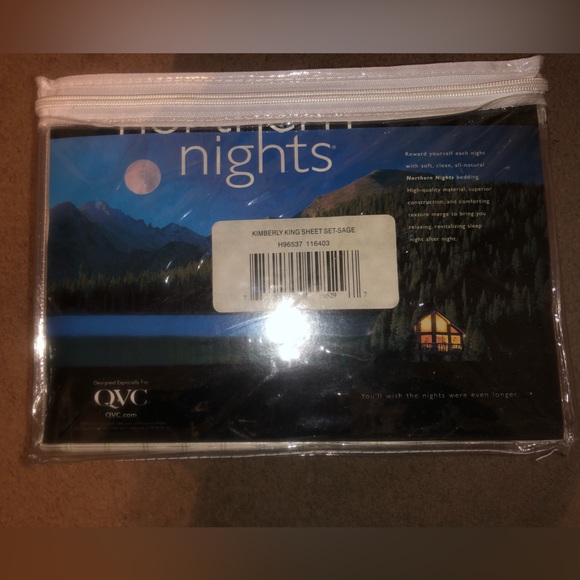 northern
nights®
Reward yourself each night
with soft, clean, all-natural
Northern Nights bedding.
High-quality material, superior
construction, and comforting
texture merge to bring you
relaxing, revitalizing sleep
night after night.
KIMBERLY KING SHEET SET-SAGE
H96537 116403
7
Designed Especially For
QVC
QVC.com
You'll wish the nights were even longer.